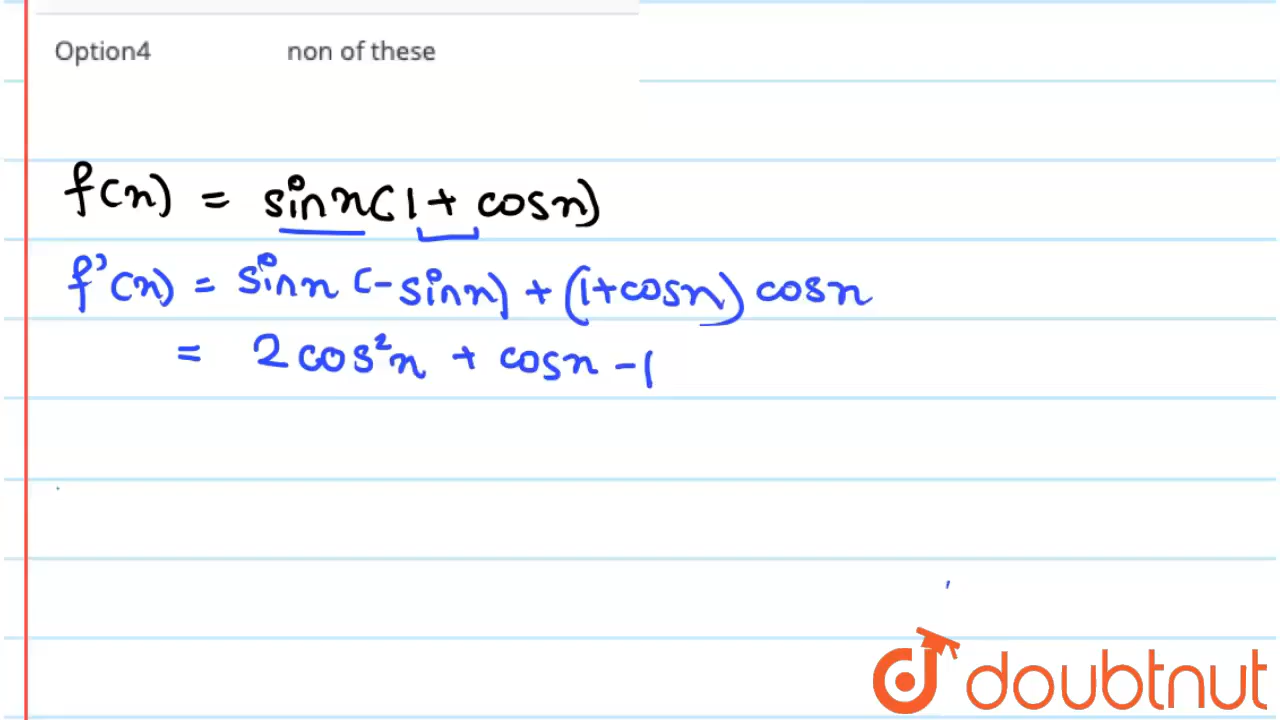 Option4 non of these
f(x) = sinx(1 + cosx)
f'(x) = sinx (-sinx) + (1+cosx) cosx
= 2cos²x + cosx -1
doubtnut